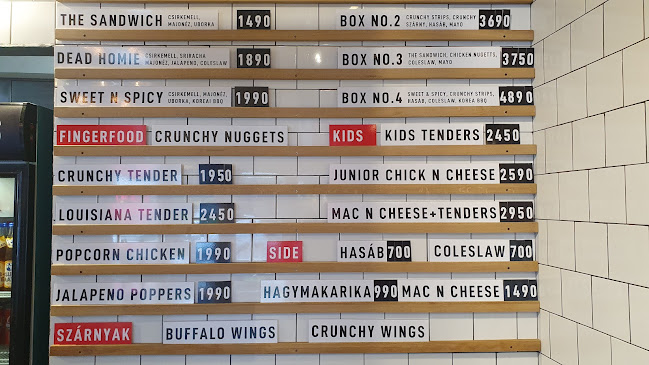 THE SANDWICH CSIRKEMELL, MAJONÉZ, UBORKA 1490 BOX NO.2 CRUNCHY STRIPS, CRUNCHY SZÁRNY, HASÁB, MAYO 3690
DEAD HOMIE CSIRKEMELL, SRIRACHA MAJONÉZ, JALAPENO, COLESLAW 1890 BOX NO.3 THE SANDWICH, CHICKEN NUGETTS, COLESLAW, MAYO 3750
SWEET N SPICY CSIRKEMELL, MAJONÉZ, UBORKA, KOREAI BBQ 1990 BOX NO.4 SWEET & SPICY, CRUNCHY STRIPS, HASÁB, COLESLAW, KOREA BBQ 4890
FINGERFOOD CRUNCHY NUGGETS KIDS KIDS TENDERS 2450
CRUNCHY TENDER 1950 JUNIOR CHICK N CHEESE 2590
LOUISIANA TENDER 2450 MAC N CHEESE+TENDERS 2950
POPCORN CHICKEN 1990 SIDE HASÁB 700 COLESLAW 700
JALAPENO POPPERS 1990 HAGYMAKARIKA 990 MAC N CHEESE 1490
SZÁRNYAK BUFFALO WINGS CRUNCHY WINGS